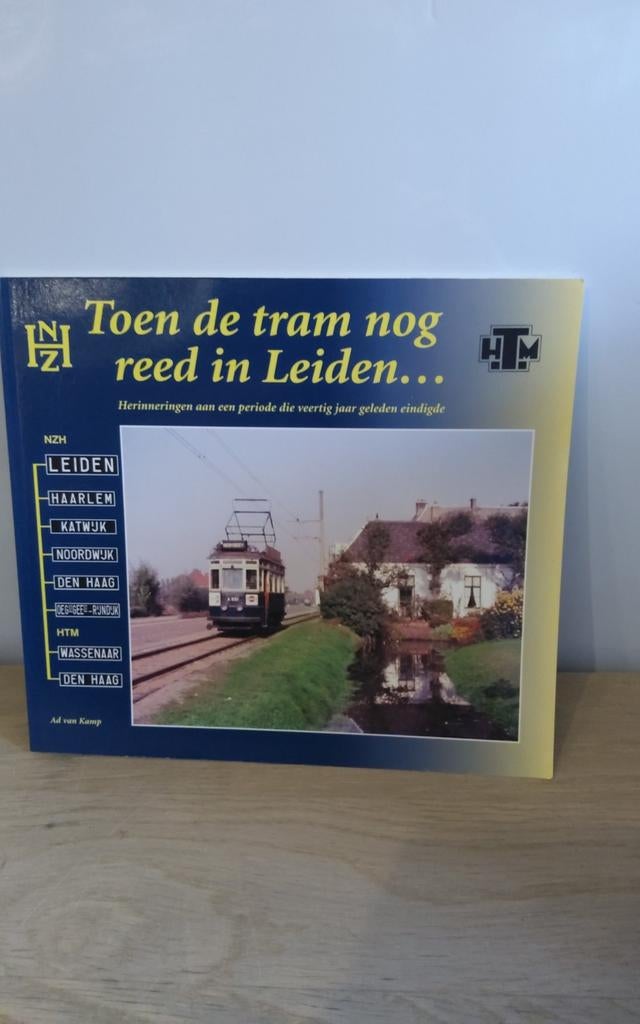 NZH
Toen de tram nog
reed in Leiden...
HTM
Herinneringen aan een periode die veertig jaar geleden eindigde
NZH
LEIDEN
HAARLEM
KATWIJK
NOORDWIJK
DEN HAAG
OEGSTGEEST-RIJNDIJK
HTM
WASSENAAR
DEN HAAG
Ad van Kamp